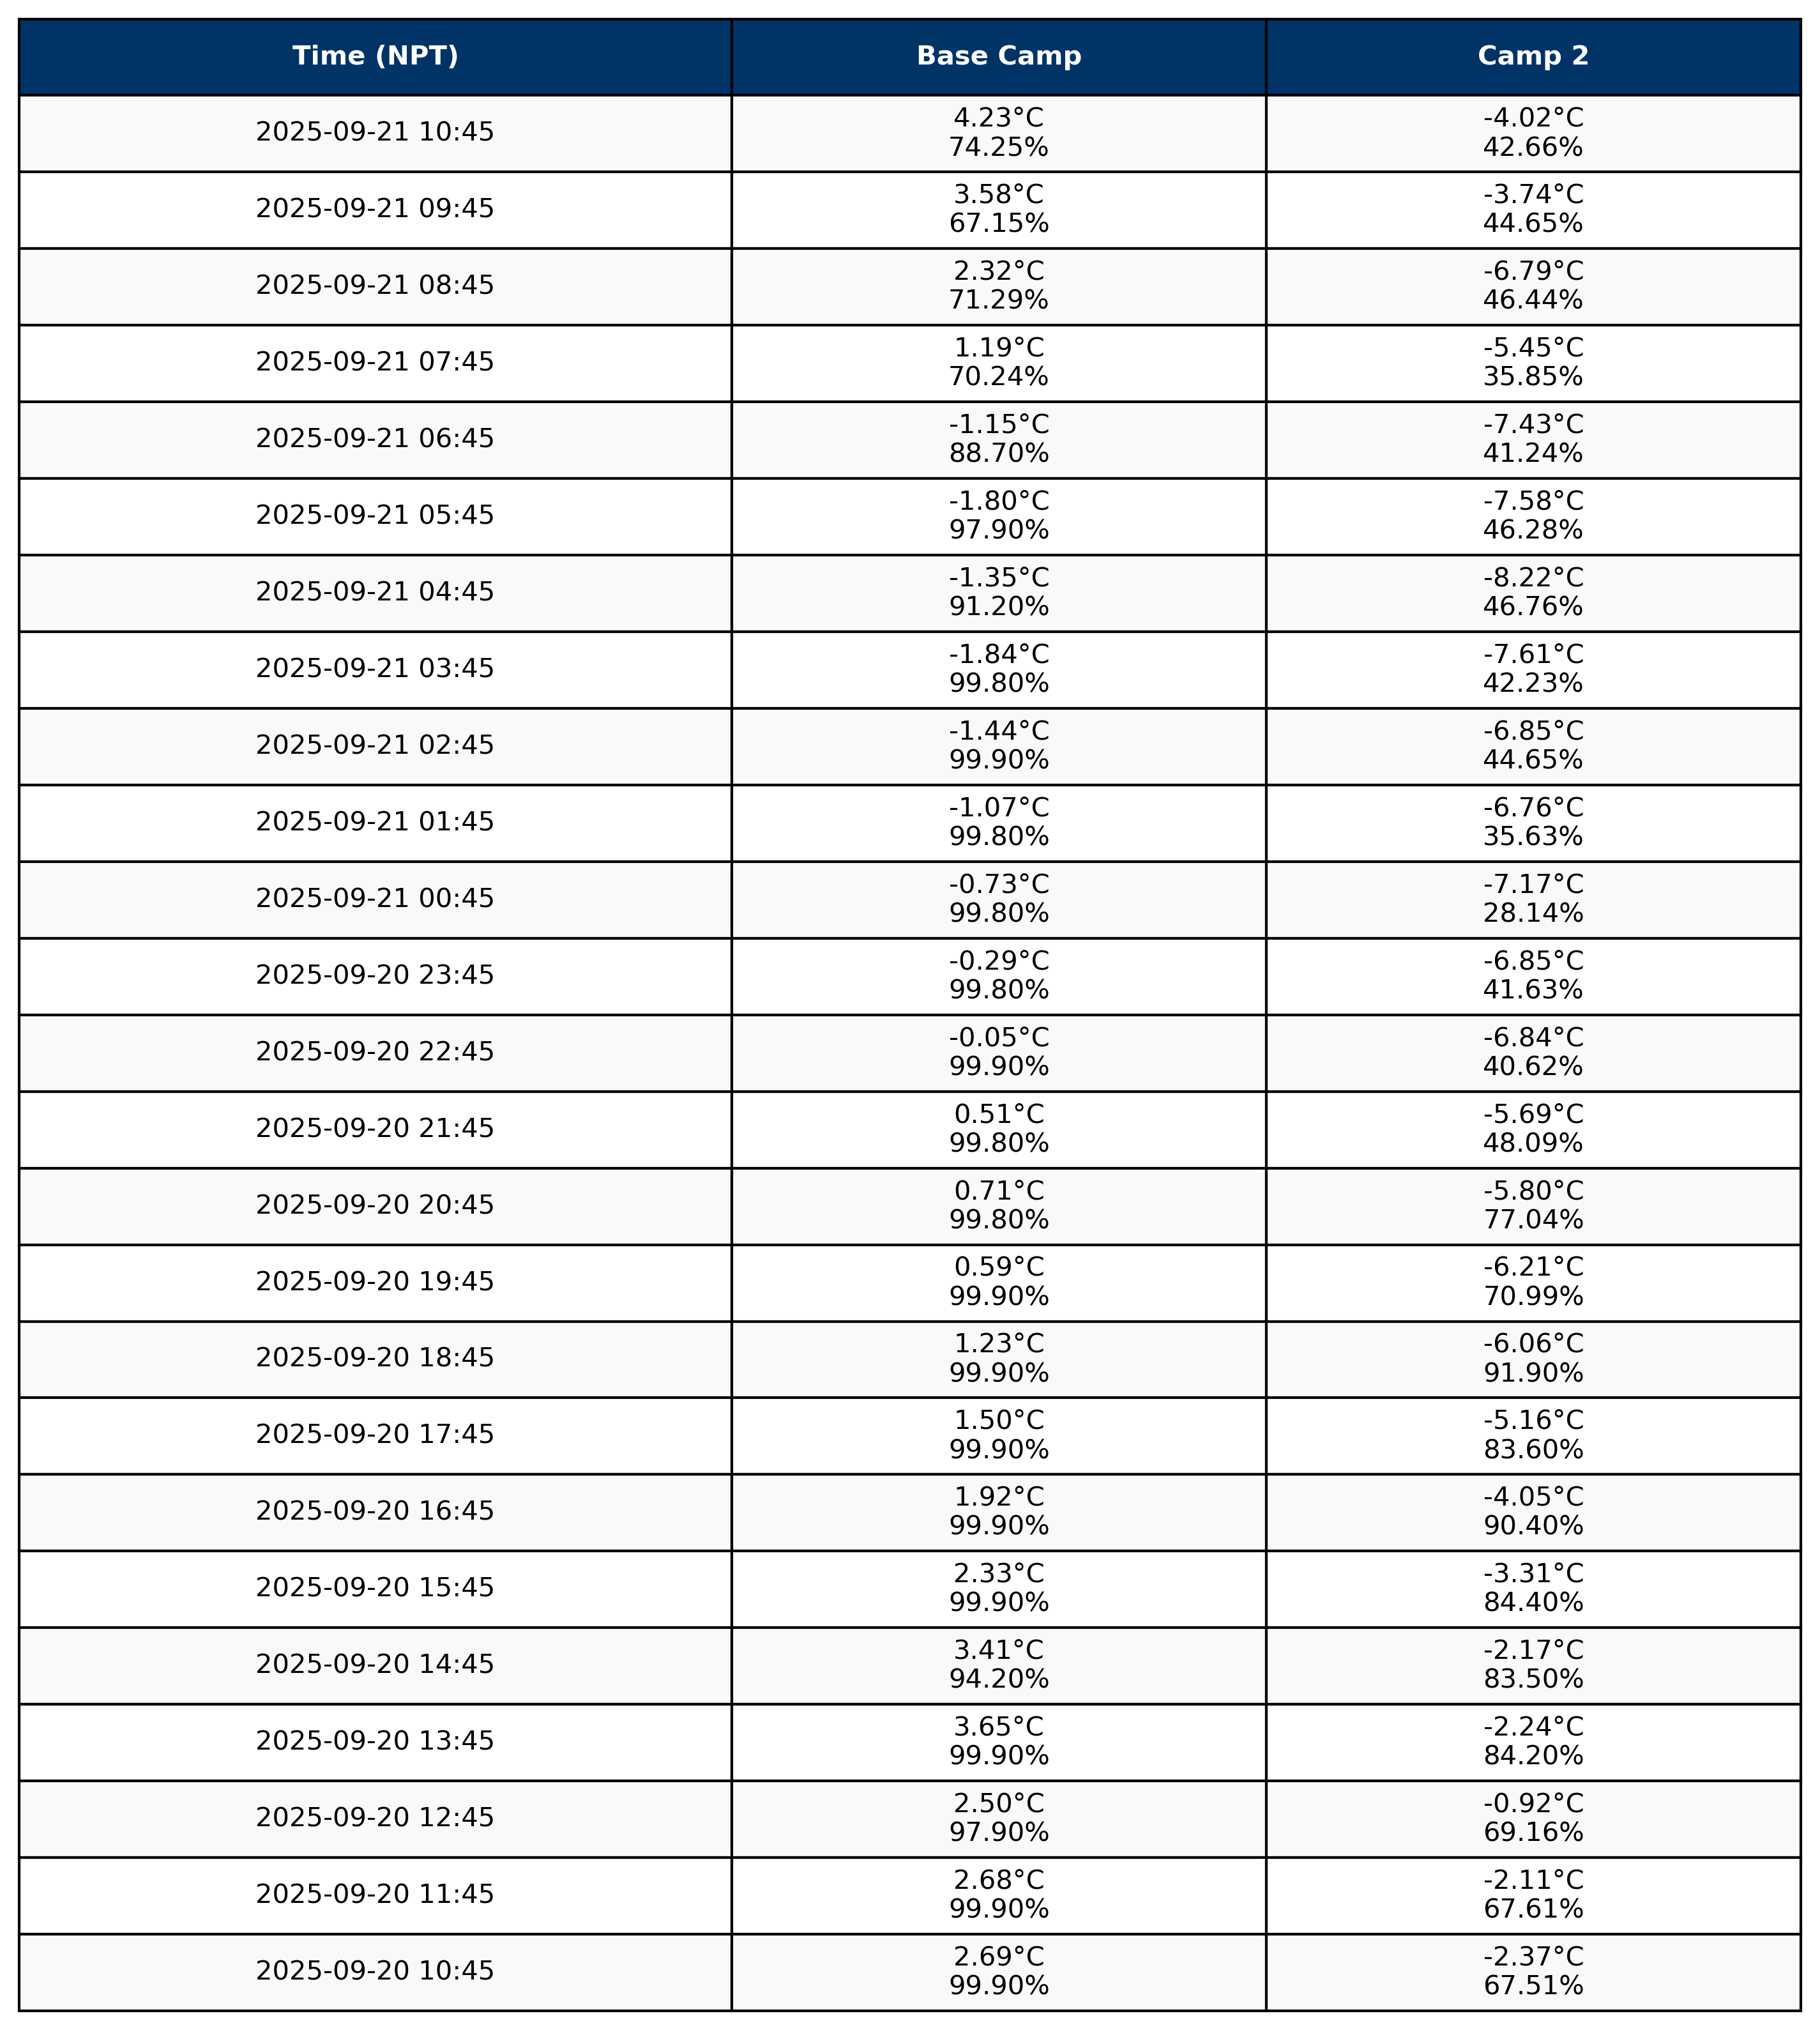 Time (NPT) Base Camp Camp 2
2025-09-21 10:45 4.23°C -4.02°C
74.25% 42.66%
2025-09-21 09:45 3.58°C -3.74°C
67.15% 44.65%
2025-09-21 08:45 2.32°C -6.79°C
71.29% 46.44%
2025-09-21 07:45 1.19°C -5.45°C
70.24% 35.85%
2025-09-21 06:45 -1.15°C -7.43°C
88.70% 41.24%
2025-09-21 05:45 -1.80°C -7.58°C
97.90% 46.28%
2025-09-21 04:45 -1.35°C -8.22°C
91.20% 46.76%
2025-09-21 03:45 -1.84°C -7.61°C
99.80% 42.23%
2025-09-21 02:45 -1.44°C -6.85°C
99.90% 44.65%
2025-09-21 01:45 -1.07°C -6.76°C
99.80% 35.63%
2025-09-21 00:45 -0.73°C -7.17°C
99.80% 28.14%
2025-09-20 23:45 -0.29°C -6.85°C
99.80% 41.63%
2025-09-20 22:45 -0.05°C -6.84°C
99.90% 40.62%
2025-09-20 21:45 0.51°C -5.69°C
99.80% 48.09%
2025-09-20 20:45 0.71°C -5.80°C
99.80% 77.04%
2025-09-20 19:45 0.59°C -6.21°C
99.90% 70.99%
2025-09-20 18:45 1.23°C -6.06°C
99.90% 91.90%
2025-09-20 17:45 1.50°C -5.16°C
99.90% 83.60%
2025-09-20 16:45 1.92°C -4.05°C
99.90% 90.40%
2025-09-20 15:45 2.33°C -3.31°C
99.90% 84.40%
2025-09-20 14:45 3.41°C -2.17°C
94.20% 83.50%
2025-09-20 13:45 3.65°C -2.24°C
99.90% 84.20%
2025-09-20 12:45 2.50°C -0.92°C
97.90% 69.16%
2025-09-20 11:45 2.68°C -2.11°C
99.90% 67.61%
2025-09-20 10:45 2.69°C -2.37°C
99.90% 67.51%